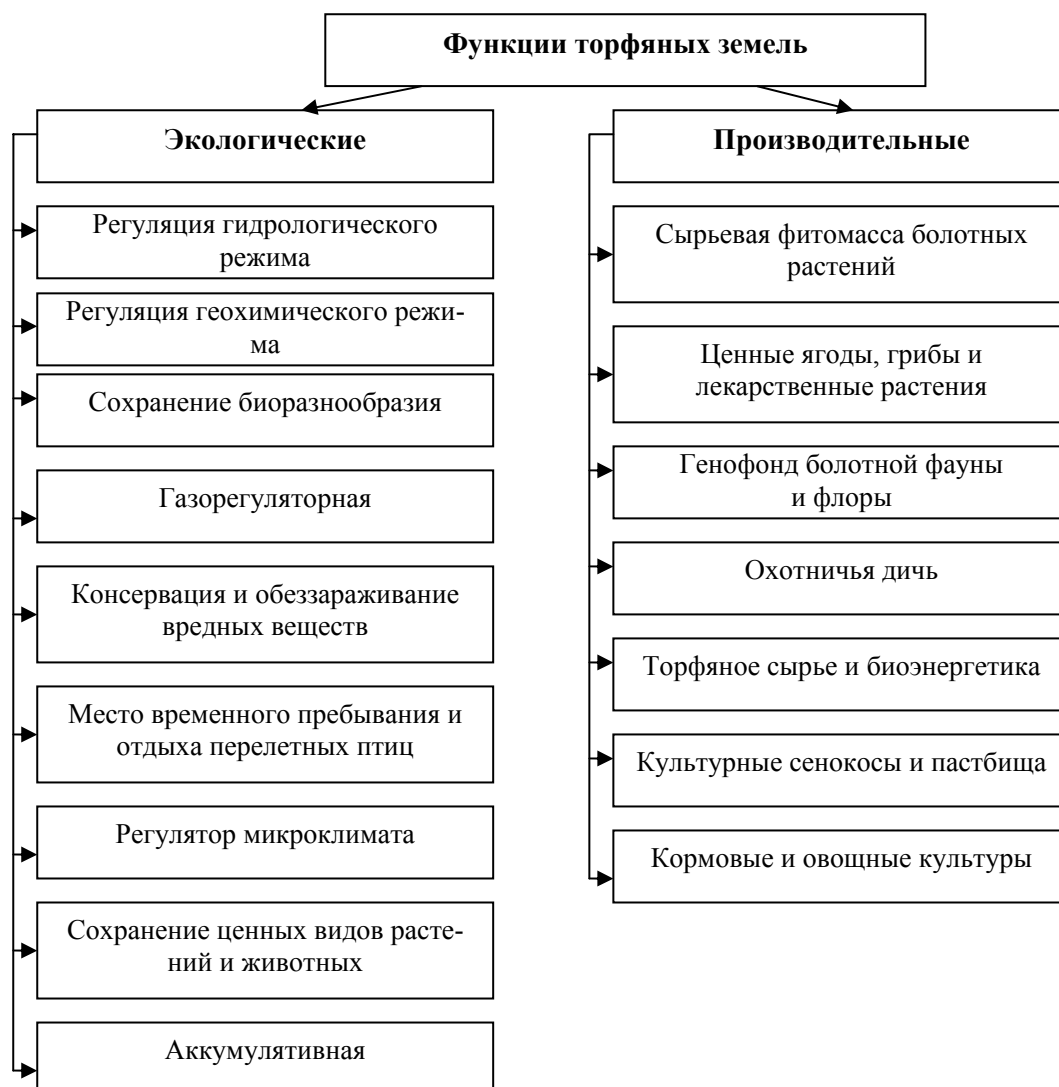 Функции торфяных земель
Экологические
Регуляция гидрологического
режима
Регуляция геохимического режи-
ма
Сохранение биоразнообразия
Газорегуляторная
Консервация и обеззараживание
вредных веществ
Место временного пребывания и
отдыха перелетных птиц
Регулятор микроклимата
Сохранение ценных видов расте-
ний и животных
Аккумулятивная
Производительные
Сырьевая фитомасса болотных
растений
Ценные ягоды, грибы и
лекарственные растения
Генофонд болотной фауны
и флоры
Охотничья дичь
Торфяное сырье и биоэнергетика
Культурные сенокосы и пастбища
Кормовые и овощные культуры